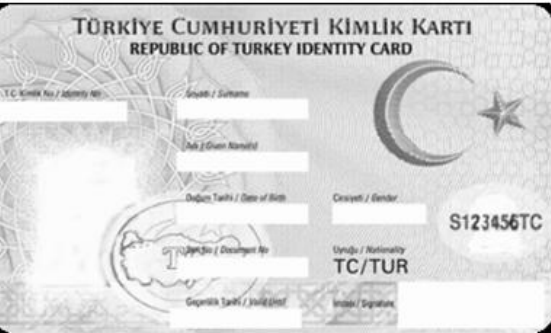 TÜRKİYE CUMHURİYETİ KİMLİK KARTI
REPUBLIC OF TURKEY IDENTITY CARD
T.C. Kimlik No / Identity No
Soyadı / Surname
Adı / Given Name(s)
Doğum Tarihi / Date of Birth
Cinsiyeti / Gender
S123456TC
Seri No / Document No
Uyruğu / Nationality
TC/TUR
Geçerlilik Tarihi / Valid Until
İmzası / Signature